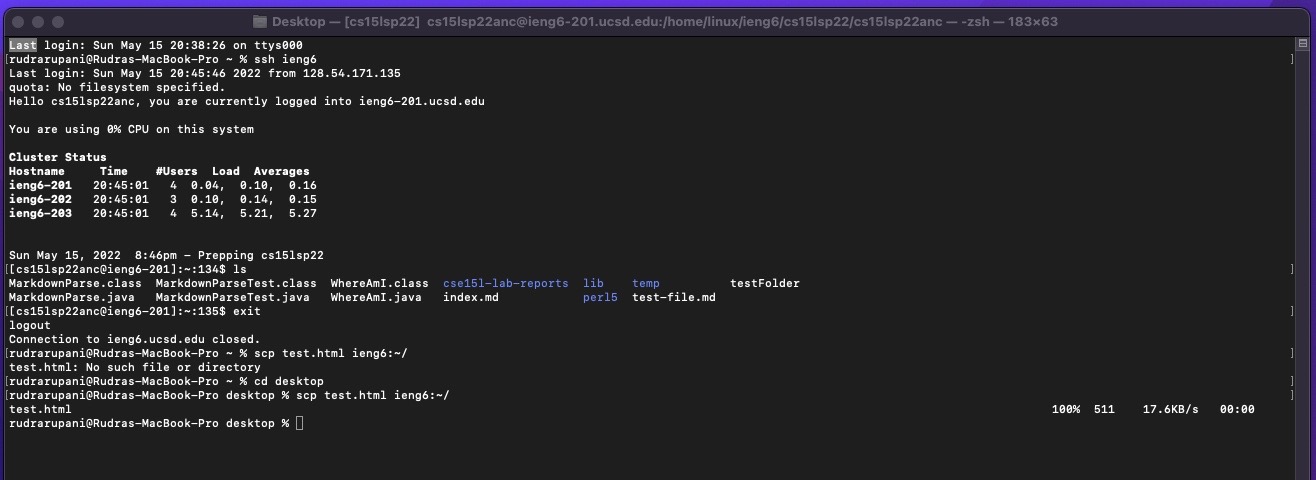 Desktop — [cs15lsp22] cs15lsp22anc@ieng6-201.ucsd.edu:/home/linux/ieng6/cs15lsp22/cs15lsp22anc — -zsh — 183×63
Last login: Sun May 15 20:38:26 on ttys000
[rudrarupani@Rudras-MacBook-Pro ~ % ssh ieng6 ]
Last login: Sun May 15 20:45:46 2022 from 128.54.171.135
quota: No filesystem specified.
Hello cs15lsp22anc, you are currently logged into ieng6-201.ucsd.edu
You are using 0% CPU on this system
Cluster Status
Hostname     Time    #Users  Load  Averages
ieng6-201   20:45:01   4  0.04,  0.10,  0.16
ieng6-202   20:45:01   3  0.10,  0.14,  0.15
ieng6-203   20:45:01   4  5.14,  5.21,  5.27
Sun May 15, 2022  8:46pm - Prepping cs15lsp22
[[cs15lsp22anc@ieng6-201]:~:134$ ls ]
MarkdownParse.class  MarkdownParseTest.class  WhereAmI.class  cse15l-lab-reports  lib    temp          testFolder
MarkdownParse.java  MarkdownParseTest.java   WhereAmI.java   index.md            perl5  test-file.md
[[cs15lsp22anc@ieng6-201]:~:135$ exit ]
logout
Connection to ieng6.ucsd.edu closed.
[rudrarupani@Rudras-MacBook-Pro ~ % scp test.html ieng6:~/ ]
test.html: No such file or directory
[rudrarupani@Rudras-MacBook-Pro ~ % cd desktop ]
[rudrarupani@Rudras-MacBook-Pro desktop % scp test.html ieng6:~/ ]
test.html 100%  511    17.6KB/s   00:00
rudrarupani@Rudras-MacBook-Pro desktop %